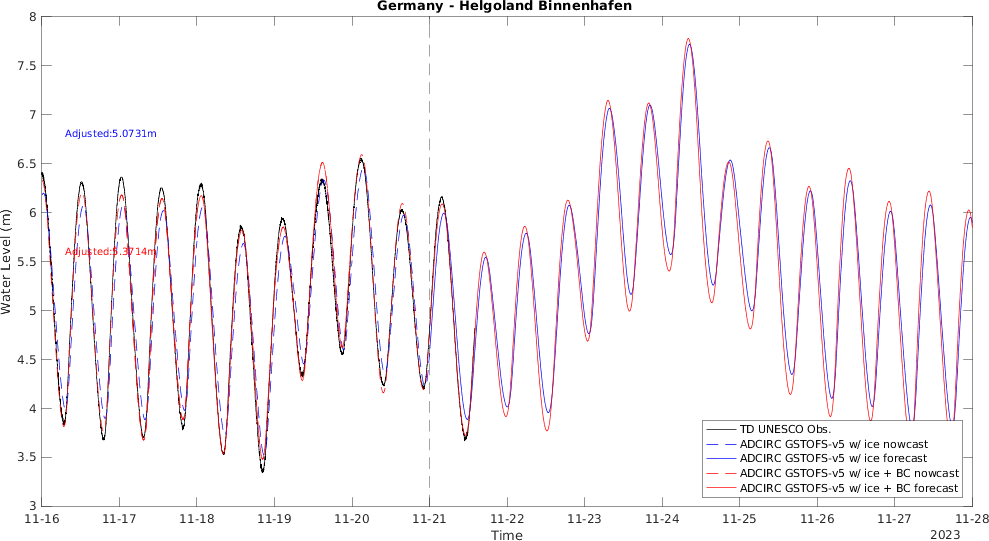 Germany - Helgoland Binnenhafen
8
7.5
7
6.5
6
5.5
5
4.5
4
3.5
3
Water Level (m)
Adjusted:5.0731m
Adjusted:5.3714m
TD UNESCO Obs.
ADCIRC GSTOFS-v5 w/ ice nowcast
ADCIRC GSTOFS-v5 w/ ice forecast
ADCIRC GSTOFS-v5 w/ ice + BC nowcast
ADCIRC GSTOFS-v5 w/ ice + BC forecast
11-16 11-17 11-18 11-19 11-20 11-21 11-22 11-23 11-24 11-25 11-26 11-27 11-28
Time
2023